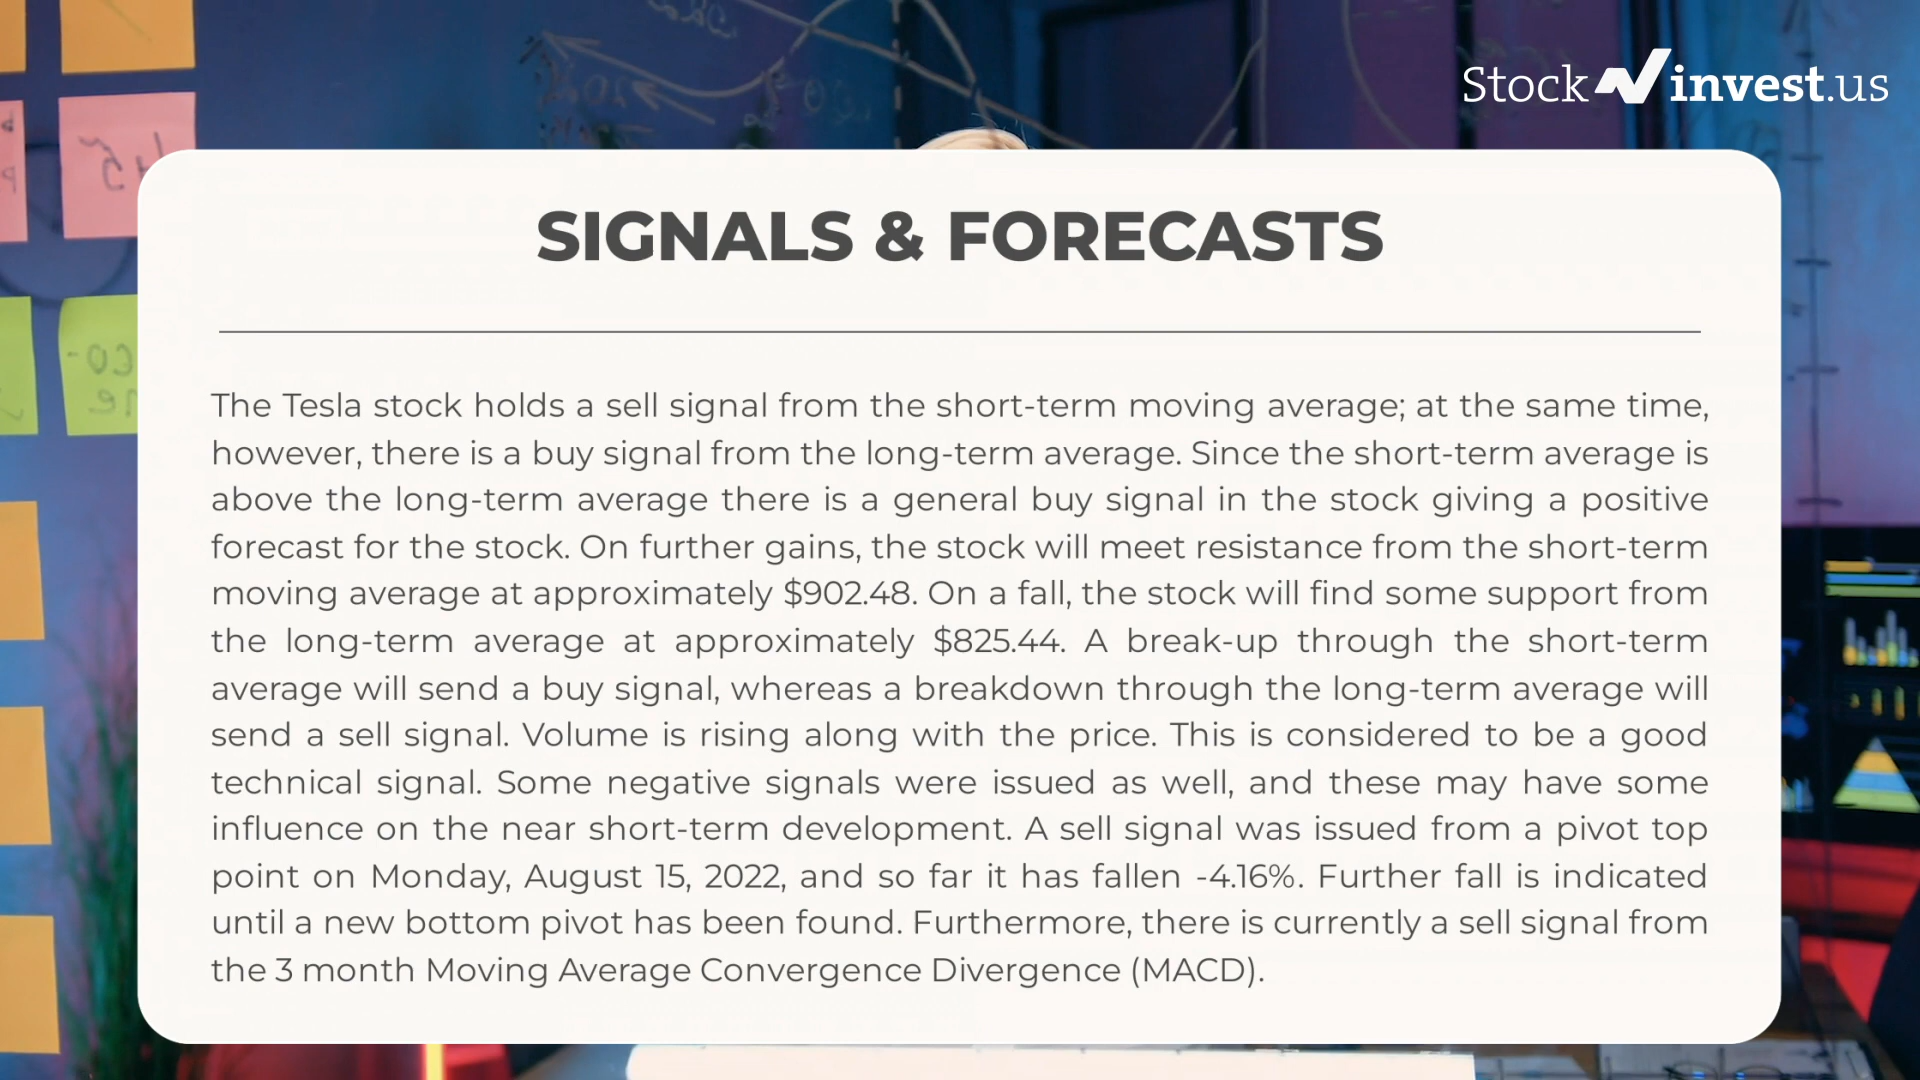 Stock invest.us
45
SIGNALS & FORECASTS
The Tesla stock holds a sell signal from the short-term moving average; at the same time,
however, there is a buy signal from the long-term average. Since the short-term average is
above the long-term average there is a general buy signal in the stock giving a positive
forecast for the stock. On further gains, the stock will meet resistance from the short-term
moving average at approximately $902.48. On a fall, the stock will find some support from
the long-term average at approximately $825.44. A break-up through the short-term
average will send a buy signal, whereas a breakdown through the long-term average will
send a sell signal. Volume is rising along with the price. This is considered to be a good
technical signal. Some negative signals were issued as well, and these may have some
influence on the near short-term development. A sell signal was issued from a pivot top
point on Monday, August 15, 2022, and so far it has fallen -4.16%. Further fall is indicated
until a new bottom pivot has been found. Furthermore, there is currently a sell signal from
the 3 month Moving Average Convergence Divergence (MACD).